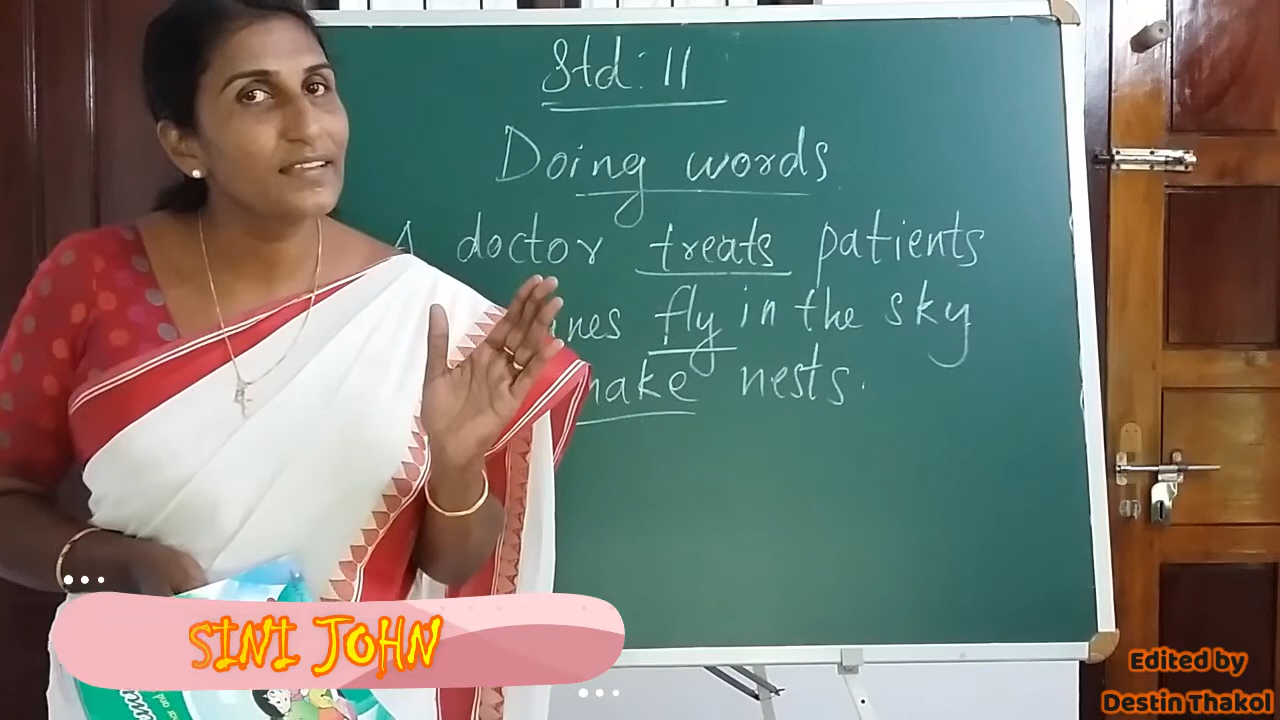 Std: II
Doing words
A doctor treats patients
fly in the sky
make nests.
SINI JOHN
Edited by
Destin Thakol